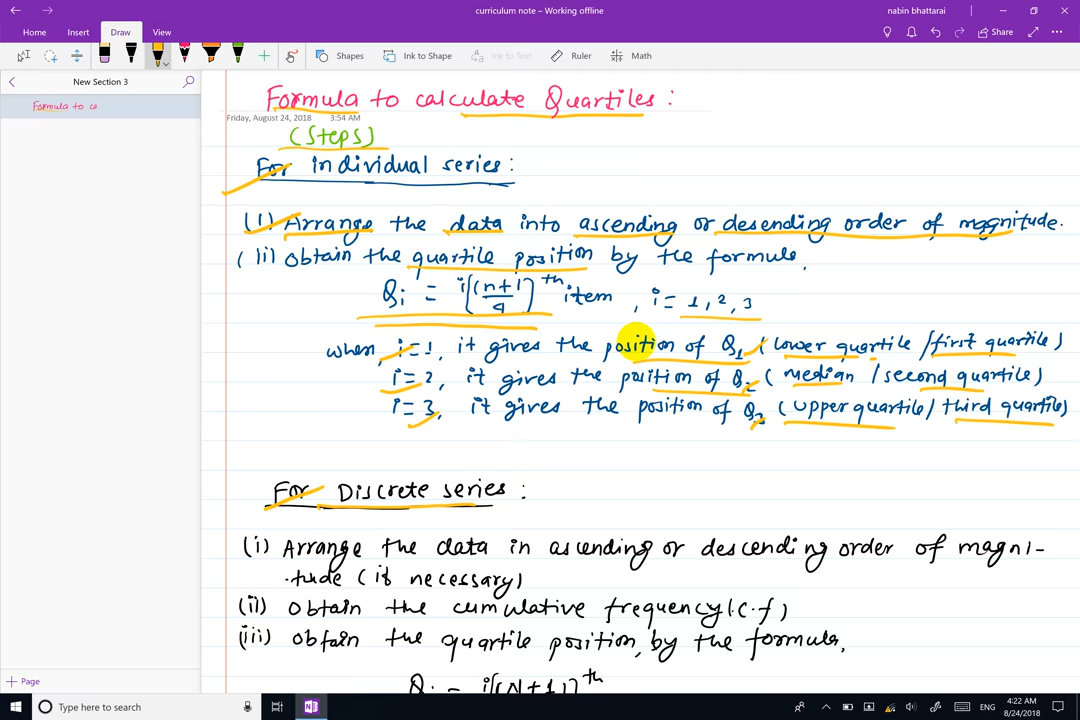 curriculum note – Working offline
nabin bhattarai
Home Insert Draw View
Share
Shapes Ink to Shape Ink to Text Ruler Math
New Section 3
Formula to ca
Formula to calculate Quartiles :
Friday, August 24, 2018 3:54 AM
(Steps)
For individual series :
(i) Arrange the data into ascending or desending order of magnitude.
(ii) Obtain the quartile position by the formula,
Qi = i((n+1)/4)th item , i = 1, 2, 3
when, i=1, it gives the position of Q1 (lower quartile /first quartile)
i=2, it gives the position of Q2 (median /second quartile)
i=3, it gives the position of Q3 (upper quartile/ third quartile)
For Discrete series :
(i) Arrange the data in ascending or descending order of magni-
-tude (if necessary)
(ii) obtain the cumulative frequency (c.f)
(iii) obtain the quartile position, by the formula,
Qi = i(N+1)th
+ Page
Type here to search
ENG
4:22 AM
8/24/2018